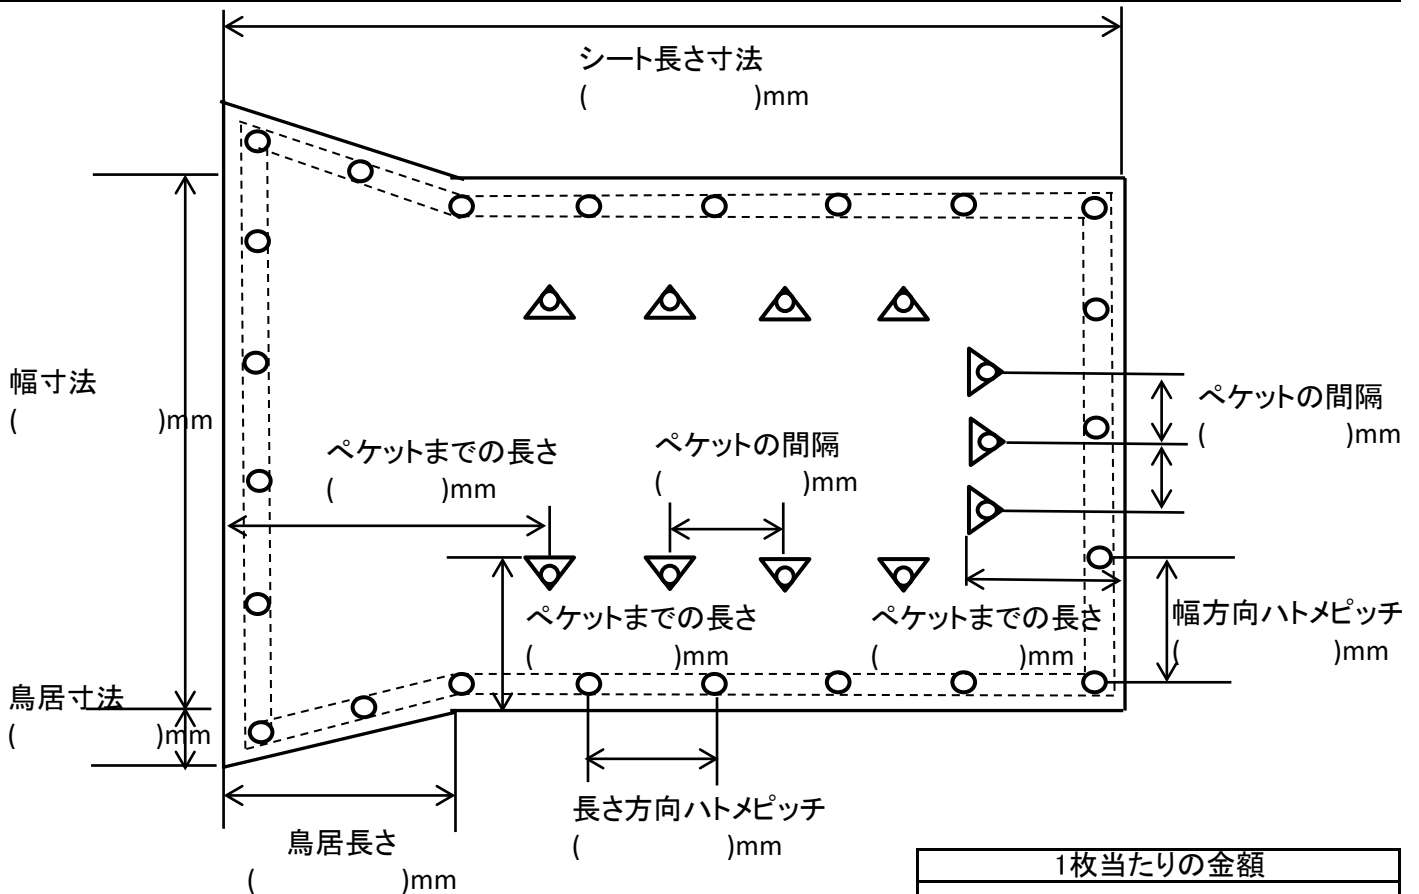 シート長さ寸法
( )mm
幅寸法
( )mm
ペケットまでの長さ
( )mm
ペケットの間隔
( )mm
ペケットの間隔
( )mm
ペケットまでの長さ
( )mm
ペケットまでの長さ
( )mm
幅方向ハトメピッチ
( )mm
鳥居寸法
( )mm
長さ方向ハトメピッチ
( )mm
鳥居長さ
( )mm
1枚当たりの金額